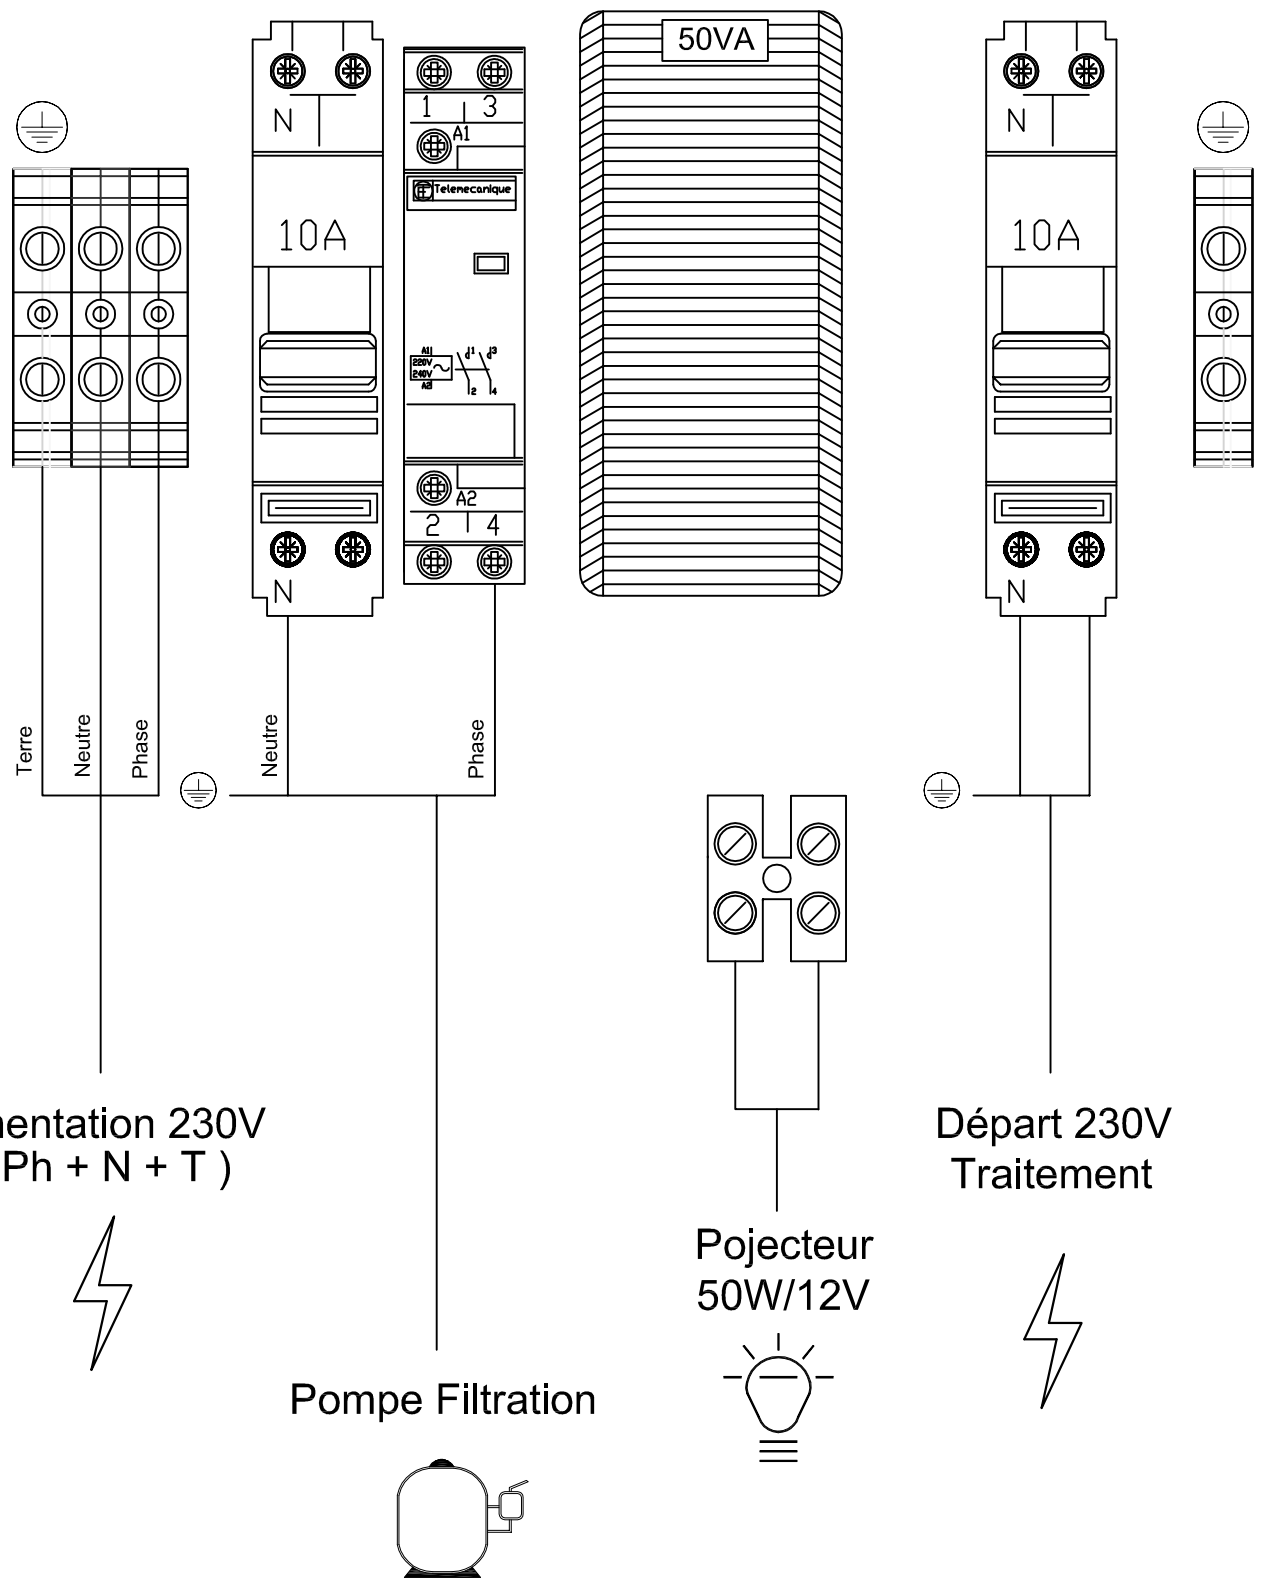 50VA
N
1 3
A1
Telemecanique
10A
A1
220V
240V
A2
1 3
2 4
A2
2 4
N
N
10A
N
Terre
Neutre
Phase
Neutre
Phase
mentation 230V
Ph + N + T )
Pompe Filtration
Pojecteur
50W/12V
Départ 230V
Traitement